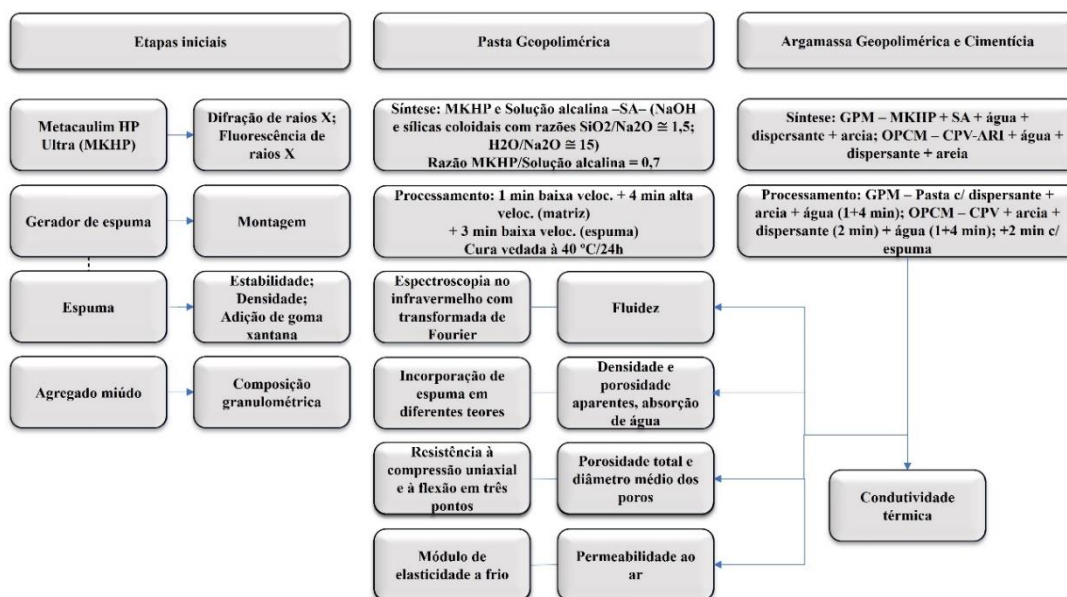 Etapas iniciais
Pasta Geopolimérica
Argamassa Geopolimérica e Cimentícia
Metacaulim HP
Ultra (MKHP)
Difração de raios X;
Fluorescência de
raios X
Síntese: MKHP e Solução alcalina –SA– (NaOH
e sílicas coloidais com razões SiO2/Na2O ≅ 1,5;
H2O/Na2O ≅ 15)
Razão MKHP/Solução alcalina = 0,7
Síntese: GPM – MKHP + SA + água +
dispersante + areia; OPCM – CPV-ARI + água +
dispersante + areia
Gerador de espuma
Montagem
Processamento: 1 min baixa veloc. + 4 min alta
veloc. (matriz)
+ 3 min baixa veloc. (espuma)
Cura vedada à 40 ºC/24h
Processamento: GPM – Pasta c/ dispersante +
areia + água (1+4 min); OPCM – CPV + areia +
dispersante (2 min) + água (1+4 min); +2 min c/
espuma
Espuma
Estabilidade;
Densidade;
Adição de goma
xantana
Espectroscopia no
infravermelho com
transformada de
Fourier
Fluidez
Agregado miúdo
Composição
granulométrica
Incorporação de
espuma em
diferentes teores
Densidade e
porosidade
aparentes, absorção
de água
Resistência à
compressão uniaxial
e à flexão em três
pontos
Porosidade total e
diâmetro médio dos
poros
Condutividade
térmica
Módulo de
elasticidade a frio
Permeabilidade ao
ar